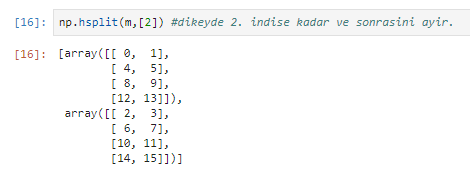 [16]: np.hsplit(m,[2]) #dikeyde 2. indise kadar ve sonrasini ayir.
[16]: [array([[ 0,  1],
        [ 4,  5],
        [ 8,  9],
        [12, 13]]),
 array([[ 2,  3],
        [ 6,  7],
        [10, 11],
        [14, 15]])]